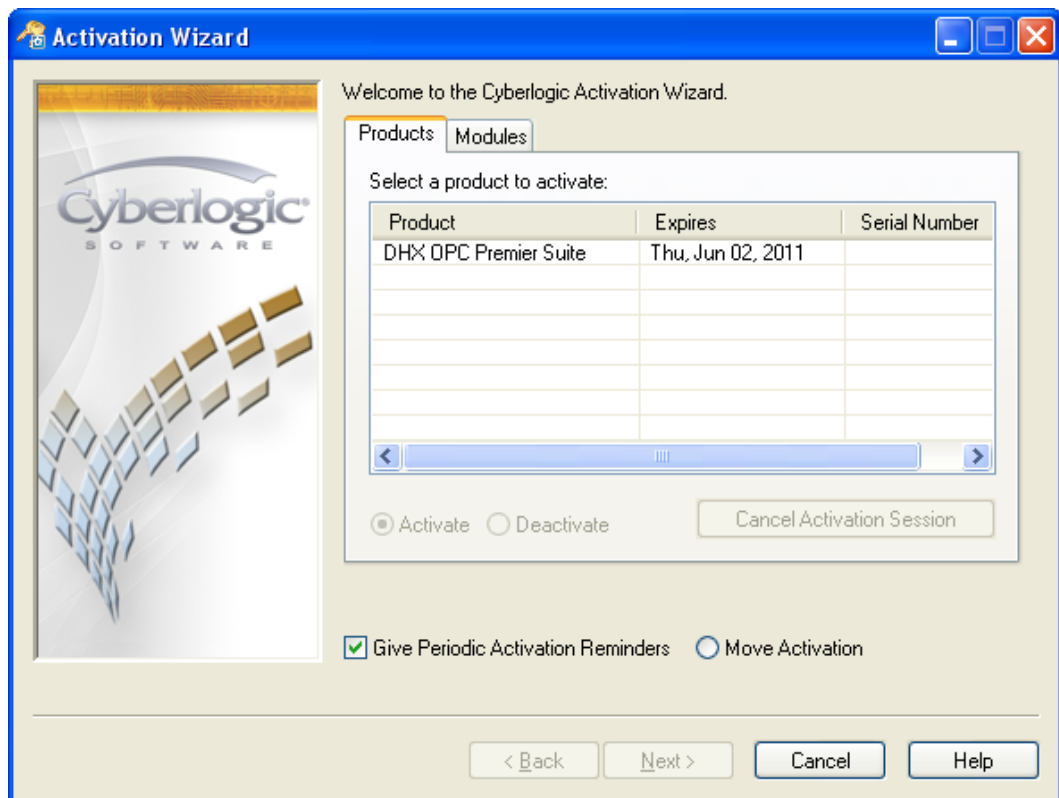 Activation Wizard
Cyberlogic®
SOFTWARE
Welcome to the Cyberlogic Activation Wizard.
Products Modules
Select a product to activate:
Product Expires Serial Number
DHX OPC Premier Suite Thu, Jun 02, 2011
Activate Deactivate Cancel Activation Session
Give Periodic Activation Reminders Move Activation
< Back Next > Cancel Help